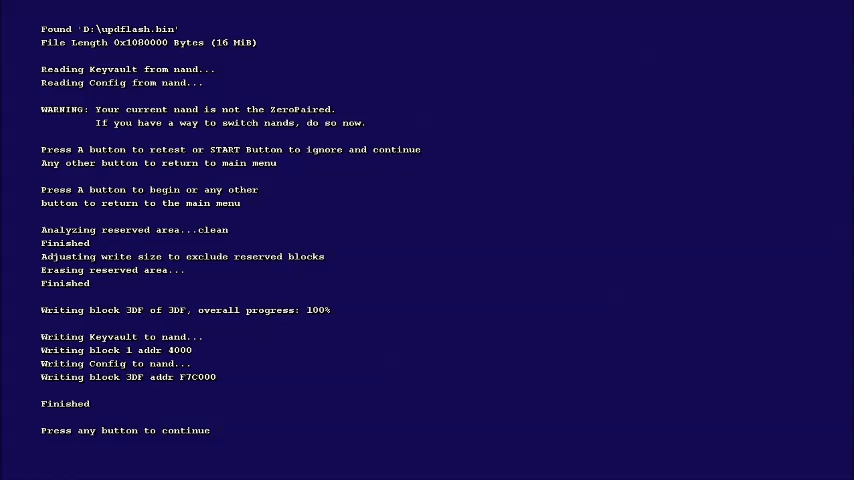 Found 'D:\updflash.bin'
File Length 0x1080000 Bytes (16 MiB)
Reading Keyvault from nand...
Reading Config from nand...
WARNING: Your current nand is not the ZeroPaired.
If you have a way to switch nands, do so now.
Press A button to retest or START Button to ignore and continue
Any other button to return to main menu
Press A button to begin or any other
button to return to the main menu
Analyzing reserved area...clean
Finished
Adjusting write size to exclude reserved blocks
Erasing reserved area...
Finished
Writing block 3DF of 3DF, overall progress: 100%
Writing Keyvault to nand...
Writing block 1 addr 4000
Writing Config to nand...
Writing block 3DF addr F7C000
Finished
Press any button to continue